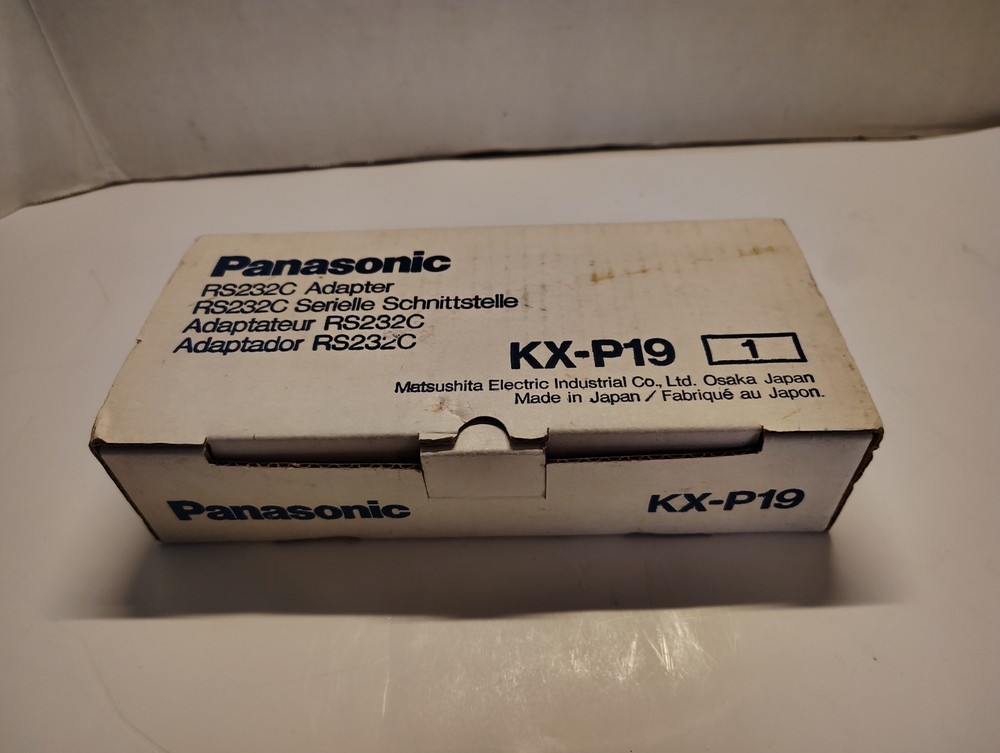 Panasonic
RS232C Adapter
RS232C Serielle Schnittstelle
Adaptateur RS232C
Adaptador RS232C
KX-P19 1
Matsushita Electric Industrial Co., Ltd. Osaka Japan
Made in Japan / Fabriqué au Japon.
Panasonic KX-P19